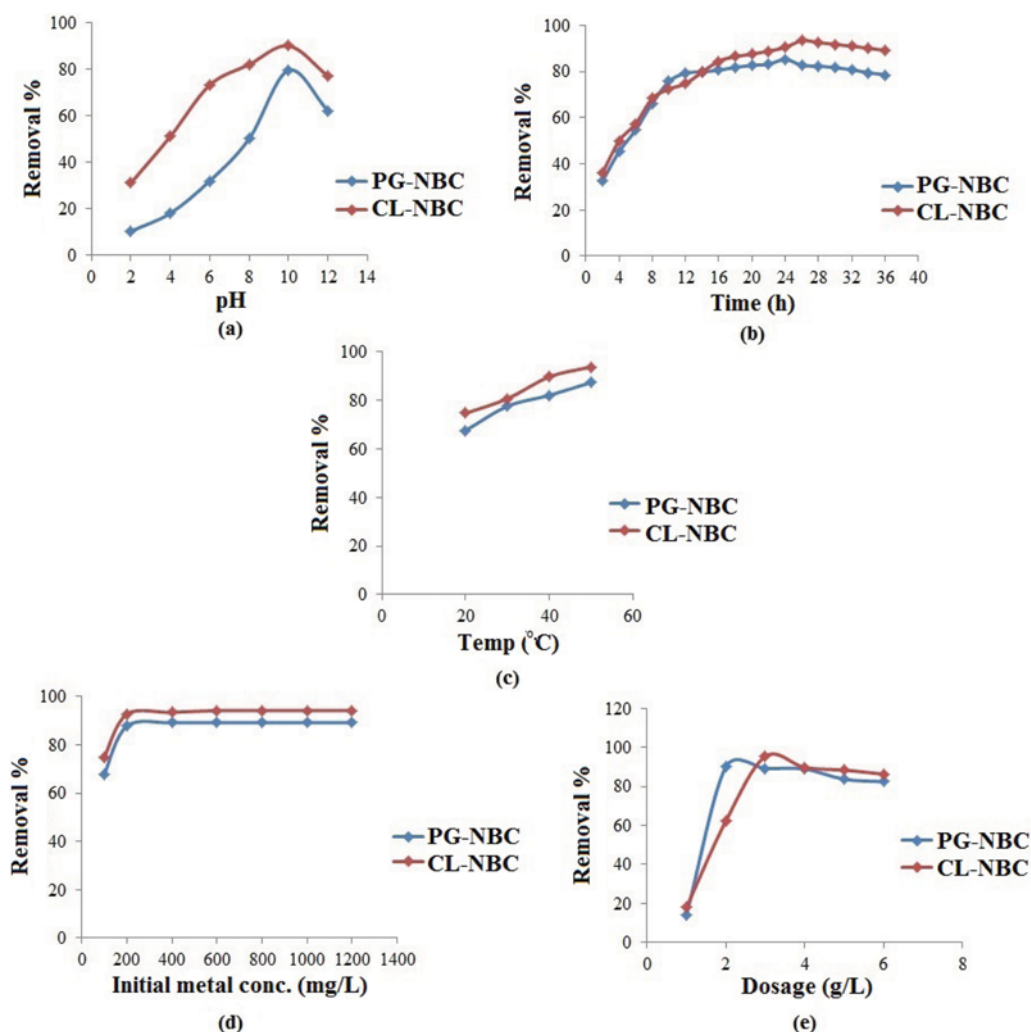 100
80
60
40
20
0
Removal %
0 2 4 6 8 10 12 14
pH
PG-NBC
CL-NBC
(a)
100
80
60
40
20
0
Removal %
0 4 8 12 16 20 24 28 32 36 40
Time (h)
PG-NBC
CL-NBC
(b)
100
80
60
40
20
0
Removal %
0 20 40 60
Temp (°C)
PG-NBC
CL-NBC
(c)
100
80
60
40
20
0
Removal %
0 200 400 600 800 1000 1200 1400
Initial metal conc. (mg/L)
PG-NBC
CL-NBC
(d)
120
100
80
60
40
20
0
Removal %
0 2 4 6 8
Dosage (g/L)
PG-NBC
CL-NBC
(e)